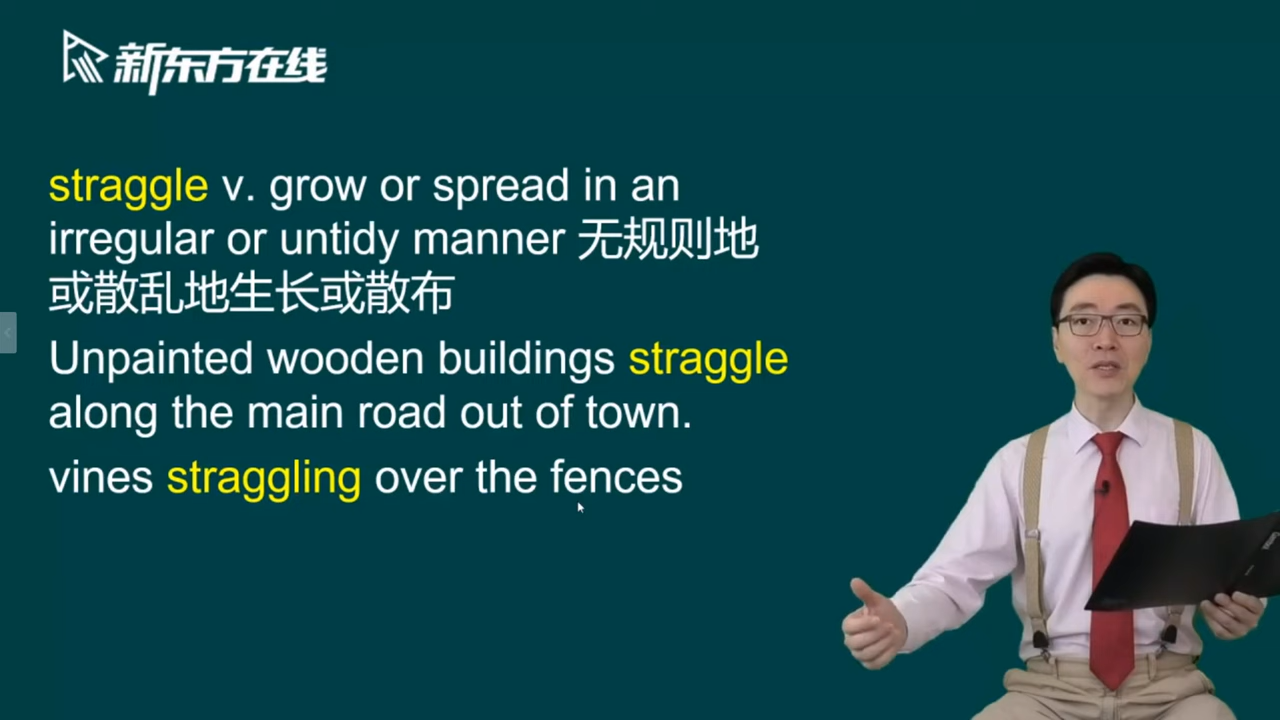 新东方在线
straggle v. grow or spread in an
irregular or untidy manner 无规则地
或散乱地生长或散布
Unpainted wooden buildings straggle
along the main road out of town.
vines straggling over the fences